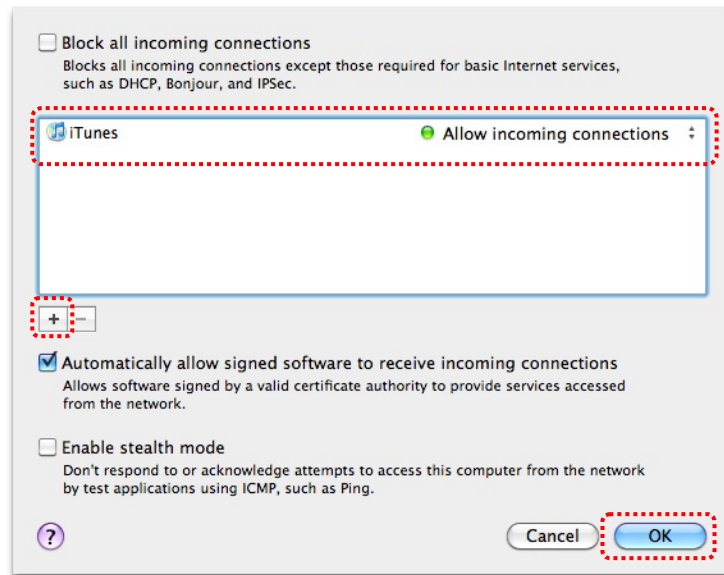 Block all incoming connections
Blocks all incoming connections except those required for basic Internet services,
such as DHCP, Bonjour, and IPSec.
iTunes Allow incoming connections
+ −
Automatically allow signed software to receive incoming connections
Allows software signed by a valid certificate authority to provide services accessed
from the network.
Enable stealth mode
Don't respond to or acknowledge attempts to access this computer from the network
by test applications using ICMP, such as Ping.
? Cancel OK